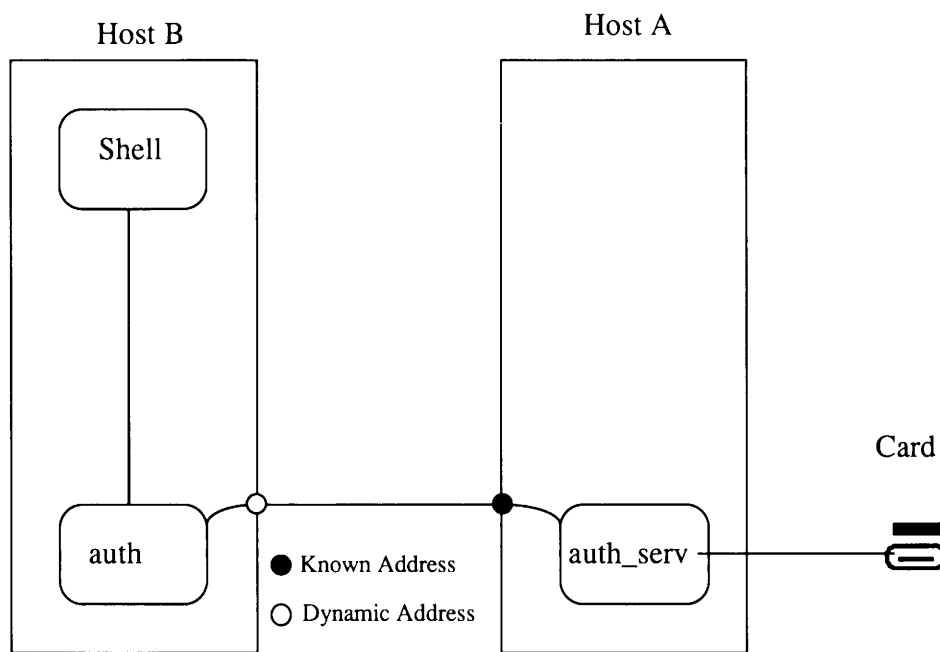 Host B
Host A
Shell
Card
auth
auth_serv
Known Address
Dynamic Address